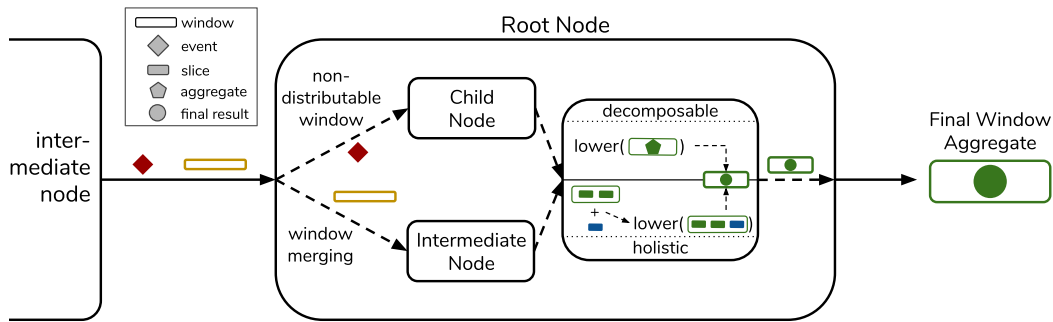 Root Node
window
event
slice
aggregate
final result
inter-
mediate
node
non-
distributable
window
Child
Node
window
merging
Intermediate
Node
decomposable
lower( )
+
lower( )
holistic
Final Window
Aggregate